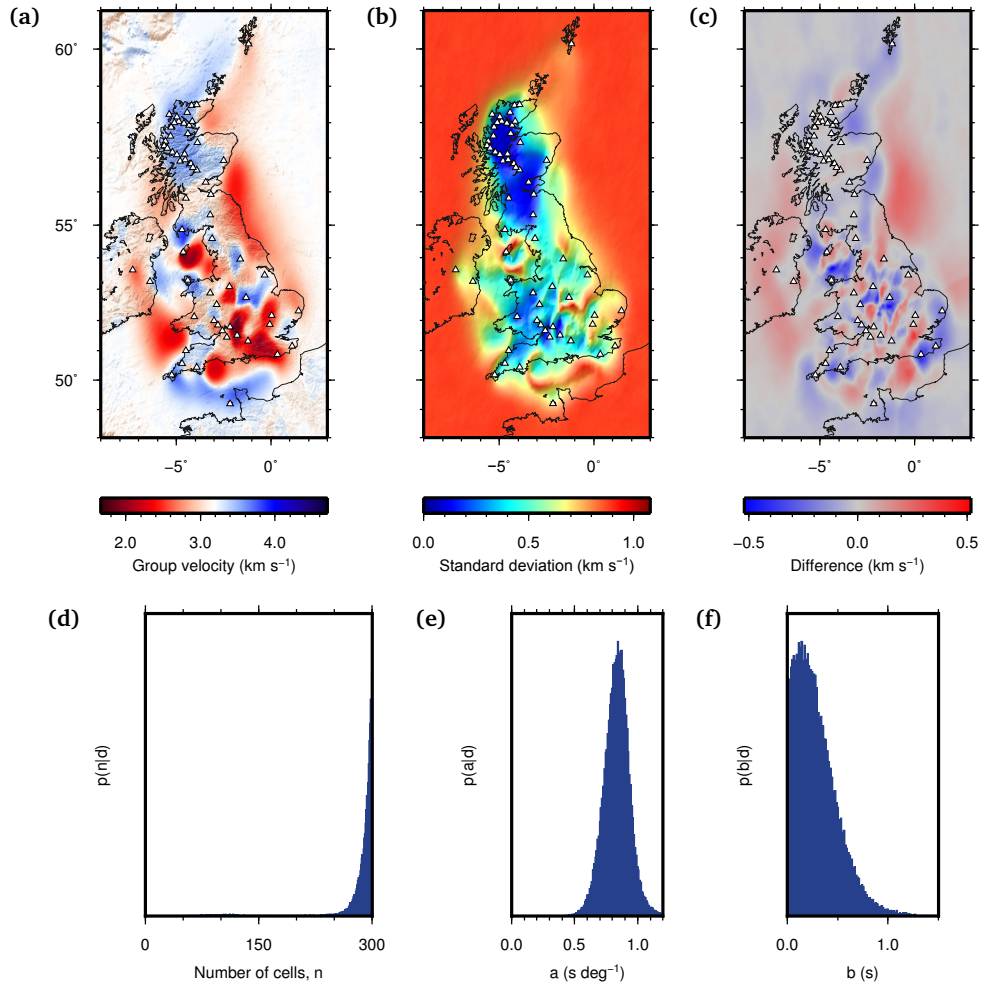 (a)
(b)
(c)
60°
55°
50°
−5°
0°
−5°
0°
−5°
0°
2.0
3.0
4.0
Group velocity (km s⁻¹)
0.0
0.5
1.0
Standard deviation (km s⁻¹)
−0.5
0.0
0.5
Difference (km s⁻¹)
(d)
(e)
(f)
p(n|d)
p(a|d)
p(b|d)
0
150
300
Number of cells, n
0.0
0.5
1.0
a (s deg⁻¹)
0.0
1.0
b (s)